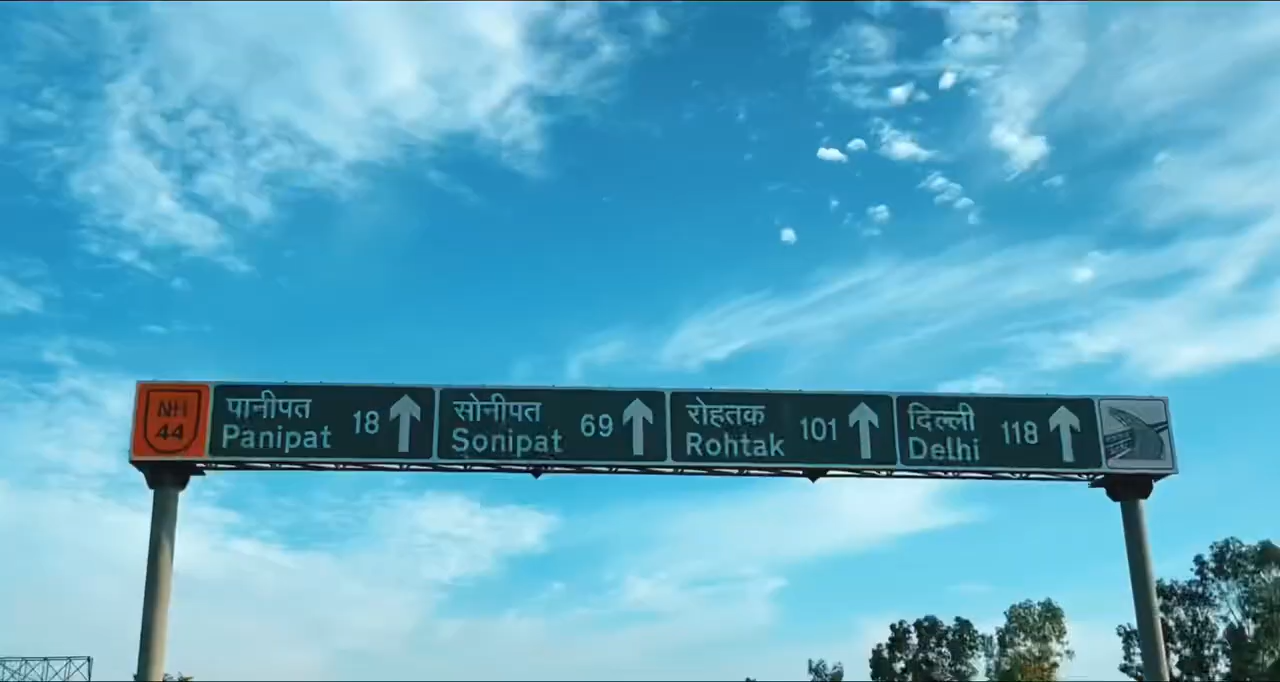 NH
44
पानीपत
Panipat 18
सोनीपत
Sonipat 69
रोहतक
Rohtak 101
दिल्ली
Delhi 118